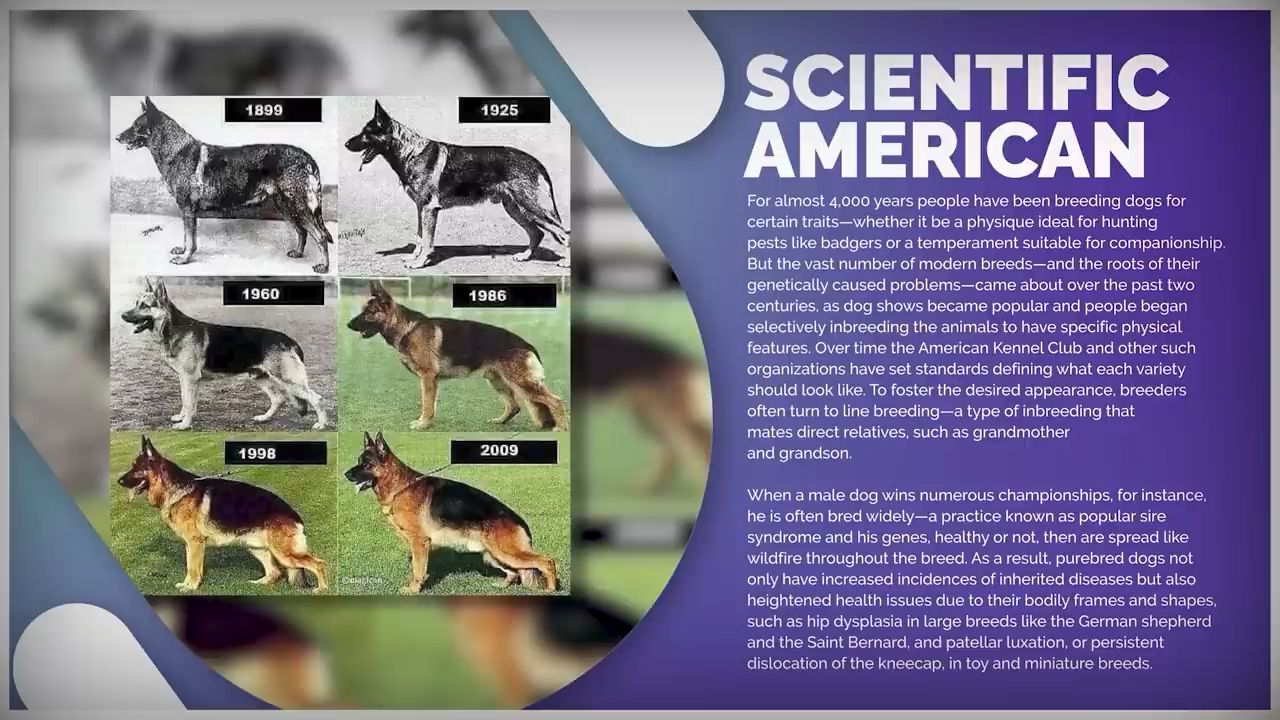 1899
1925
1960
1986
1998
2009
SCIENTIFIC
AMERICAN
For almost 4,000 years people have been breeding dogs for
certain traits—whether it be a physique ideal for hunting
pests like badgers or a temperament suitable for companionship.
But the vast number of modern breeds—and the roots of their
genetically caused problems—came about over the past two
centuries, as dog shows became popular and people began
selectively inbreeding the animals to have specific physical
features. Over time the American Kennel Club and other such
organizations have set standards defining what each variety
should look like. To foster the desired appearance, breeders
often turn to line breeding—a type of inbreeding that
mates direct relatives, such as grandmother
and grandson.
When a male dog wins numerous championships, for instance,
he is often bred widely—a practice known as popular sire
syndrome and his genes, healthy or not, then are spread like
wildfire throughout the breed. As a result, purebred dogs not
only have increased incidences of inherited diseases but also
heightened health issues due to their bodily frames and shapes,
such as hip dysplasia in large breeds like the German shepherd
and the Saint Bernard, and patellar luxation, or persistent
dislocation of the kneecap, in toy and miniature breeds.